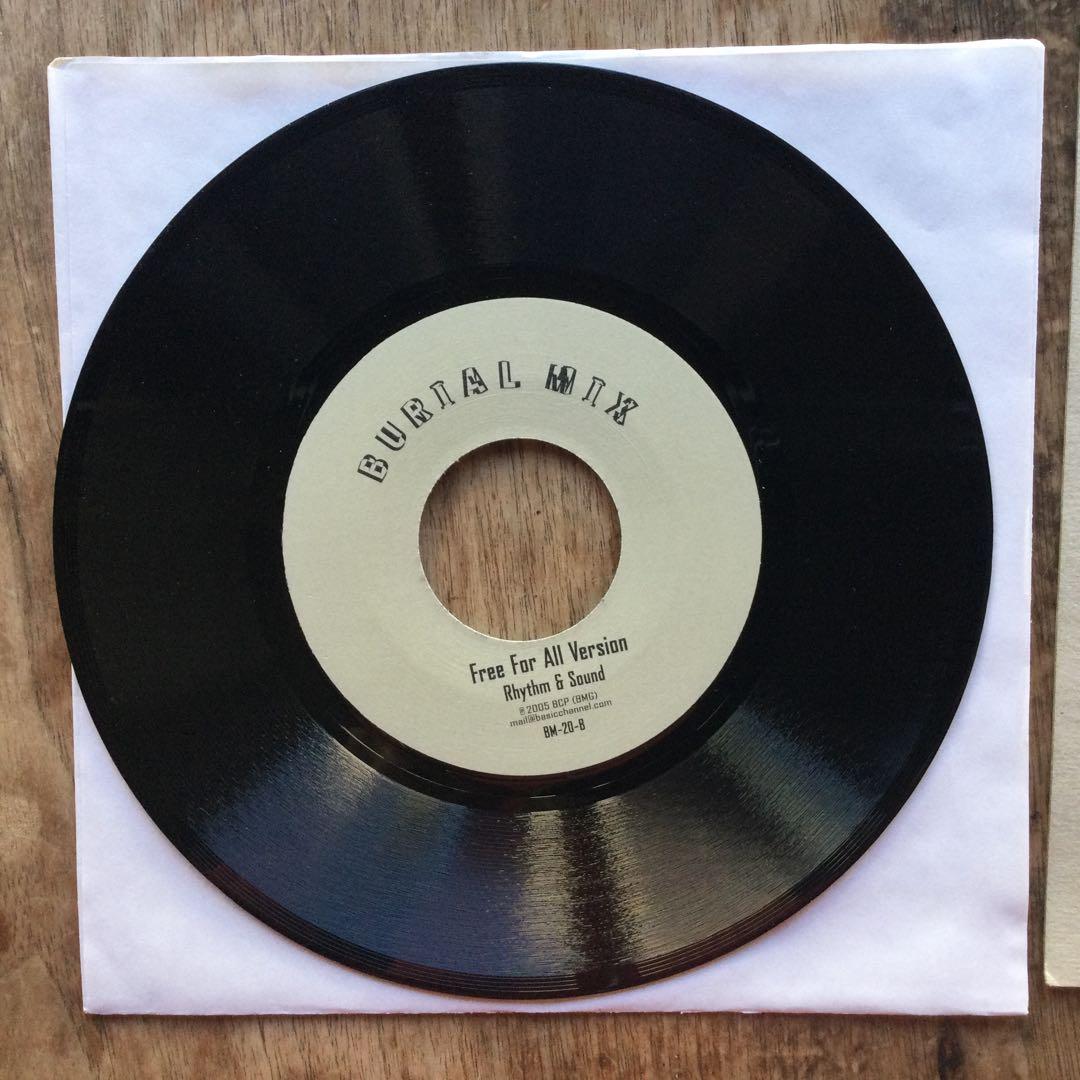 BURIAL MIX
Free For All Version
Rhythm & Sound
℗ 2005 BCP (BMG)
mail@basicchannel.com
BM-20-B